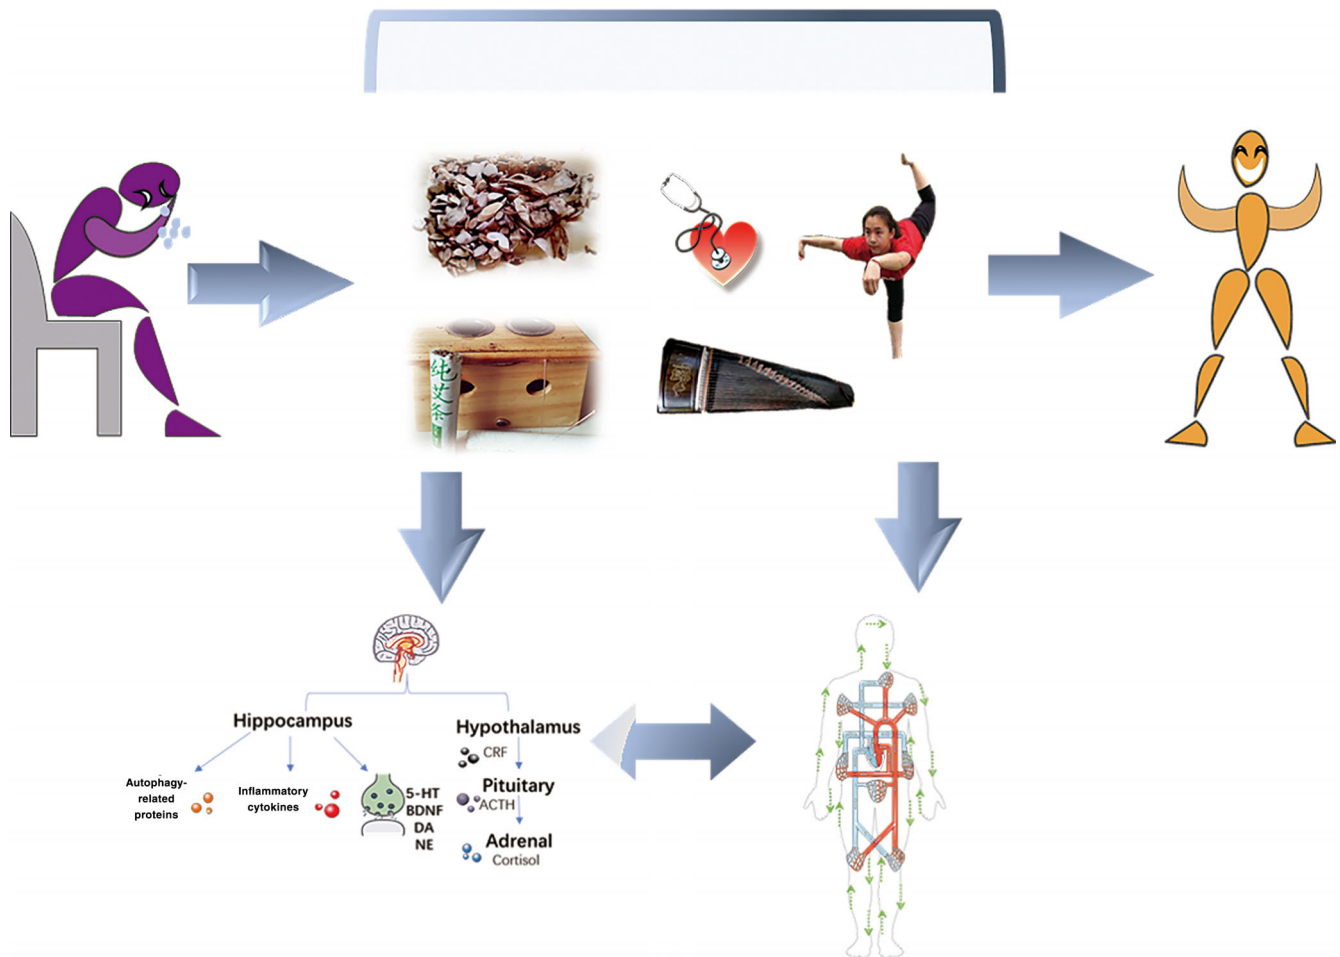 纯艾条
Hippocampus
Hypothalamus
CRF
Autophagy-
related
proteins
Inflammatory
cytokines
5-HT
BDNF
DA
NE
Pituitary
ACTH
Adrenal
Cortisol